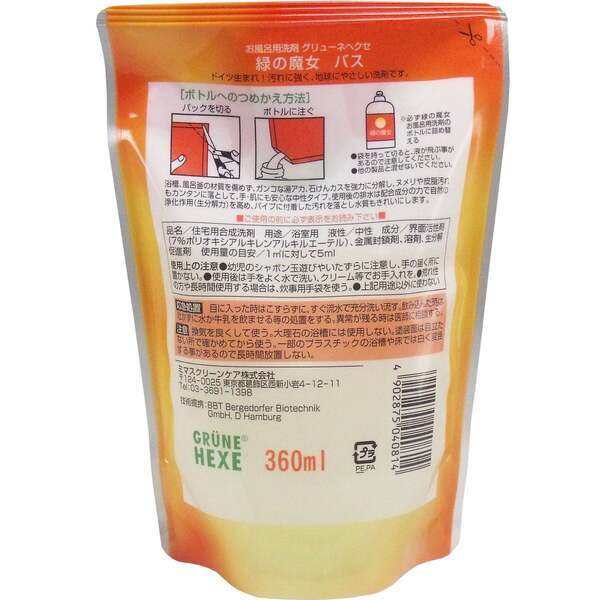 お風呂用洗剤 グリューネヘクセ
緑の魔女 バス
ドイツ生まれ!汚れに強く、地球にやさしい洗剤です。
[ボトルへのつめかえ方法]
パックを切る
ボトルに注ぐ
緑の魔女
※必ず緑の魔女
お風呂用洗剤の
ボトルに詰め替
える
●袋を持って切ると、液が飛ぶ事が
あるので注意してください。
●他の製品と混ぜないでください。
浴槽、風呂釜の材質を傷めず、ガンコな湯アカ、石けんカスを強力に分解し、ヌメリや皮脂汚れ
もカンタンに落として、手・肌にも安心な中性タイプ。使用後の排水は配合成分の力で自然の
浄化作用(生分解力)を高め、パイプに付着した汚れを落とし水質もきれいにします。
■ご使用の前に必ず表示をお読み下さい■
品名/住宅用合成洗剤 用途/浴室用 液性/中性 成分/界面活性剤
(7%ポリオキシアルキレンアルキルエーテル)、金属封鎖剤、溶剤、生分解
促進剤 使用量の目安/1㎡に対して5ml
使用上の注意●幼児のシャボン玉遊びやいたずらに注意し、手の届く所に
置かない。●使用後は手をよく水で洗い、クリーム等でお手入れを。●荒れ性
の方や長時間使用する場合は、炊事用手袋を使う。●上記用途以外に使わない
応急処置 目に入った時はこすらずに、すぐ流水で充分洗い流す。飲み込んだ時は
吐かずに水か牛乳を飲ませる等の処置をする。異常が残る時は医師に相談する。
注意 換気を良くして使う。大理石の浴槽には使用しない。塗装面は目立た
ない所で確かめてから使う。一部のプラスチックの浴槽や床では白く変色
する事があるので長時間放置しない。
ミマスクリーンケア株式会社
〒124-0025 東京都葛飾区西新小岩4-12-11
Tel:03-3691-1398
技術提携:BBT Bergedorfer Biotechnik
GmbH, D Hamburg
GRÜNE®
HEXE
360ml
プラ
PE,PA
4902875040814